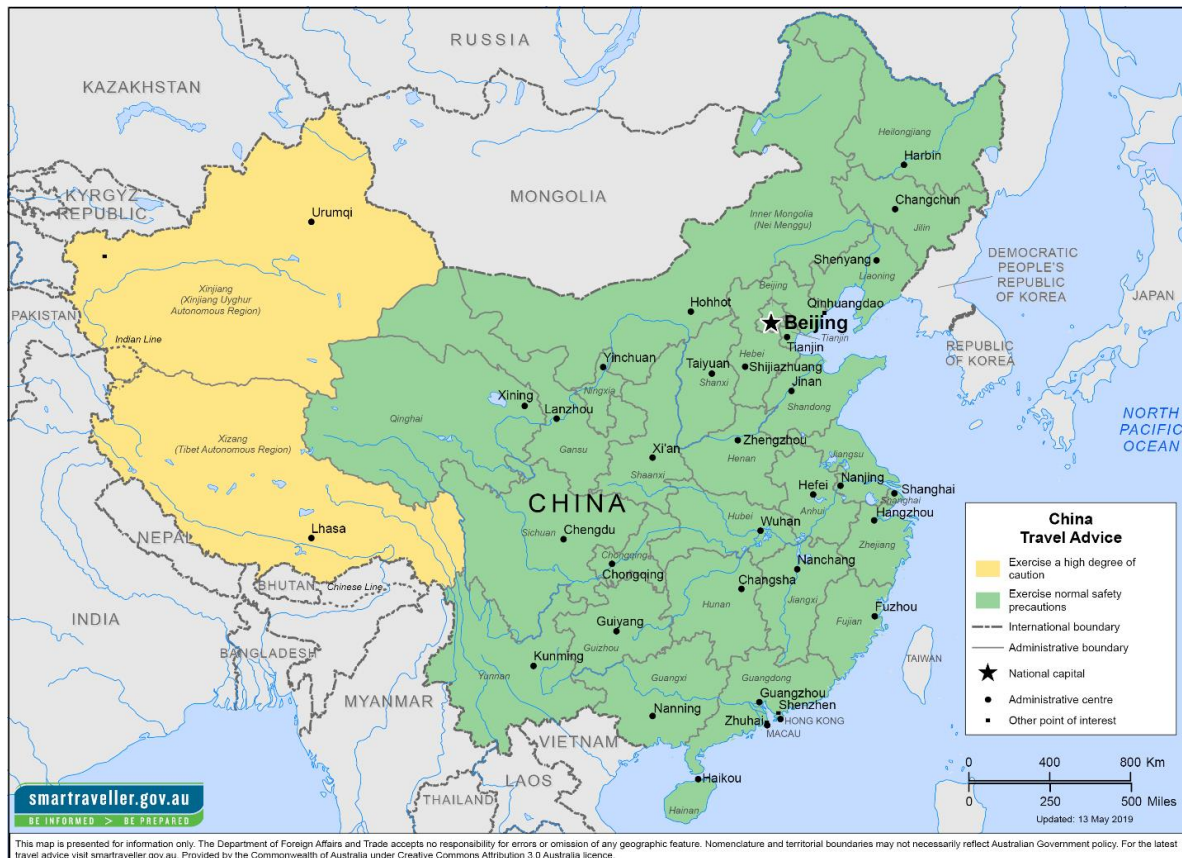 RUSSIA
KAZAKHSTAN
Heilongjiang
Harbin
KYRGYZ
REPUBLIC
MONGOLIA
Changchun
Urumqi
Inner Mongolia
(Nei Menggu)
Jilin
Shenyang
Liaoning
DEMOCRATIC
PEOPLE'S
REPUBLIC
OF KOREA
Beijing
Xinjiang
(Xinjiang Uyghur
Autonomous Region)
Hohhot
Qinhuangdao
JAPAN
PAKISTAN
Beijing
Indian Line
Tianjin
Tianjin
REPUBLIC
OF KOREA
Yinchuan
Taiyuan
Hebei
Shijiazhuang
Ningxia
Shanxi
Jinan
Xining
Shandong
Lanzhou
Qinghai
NORTH
PACIFIC
OCEAN
Xizang
(Tibet Autonomous Region)
Zhengzhou
Gansu
Xi'an
Henan
Jiangsu
Shaanxi
Nanjing
Hefei
Shanghai
Shanghai
CHINA
Anhui
Hangzhou
Hubei
Wuhan
Lhasa
Sichuan
Chengdu
NEPAL
Zhejiang
Chongqing
Chongqing
Nanchang
BHUTAN
Chinese Line
Changsha
Hunan
Jiangxi
Fuzhou
INDIA
Guiyang
Fujian
Guizhou
BANGLADESH
Kunming
TAIWAN
Yunnan
Guangxi
Guangdong
MYANMAR
Guangzhou
Shenzhen
Nanning
Zhuhai
HONG KONG
MACAU
VIETNAM
LAOS
Haikou
THAILAND
Hainan
China
Travel Advice
Exercise a high degree of
caution
Exercise normal safety
precautions
International boundary
Administrative boundary
National capital
Administrative centre
Other point of interest
0 400 800 Km
0 250 500 Miles
Updated: 13 May 2019
smartraveller.gov.au
BE INFORMED > BE PREPARED
This map is presented for information only. The Department of Foreign Affairs and Trade accepts no responsibility for errors or omission of any geographic feature. Nomenclature and territorial boundaries may not necessarily reflect Australian Government policy. For the latest
travel advice visit smartraveller.gov.au. Provided by the Commonwealth of Australia under Creative Commons Attribution 3.0 Australia licence.